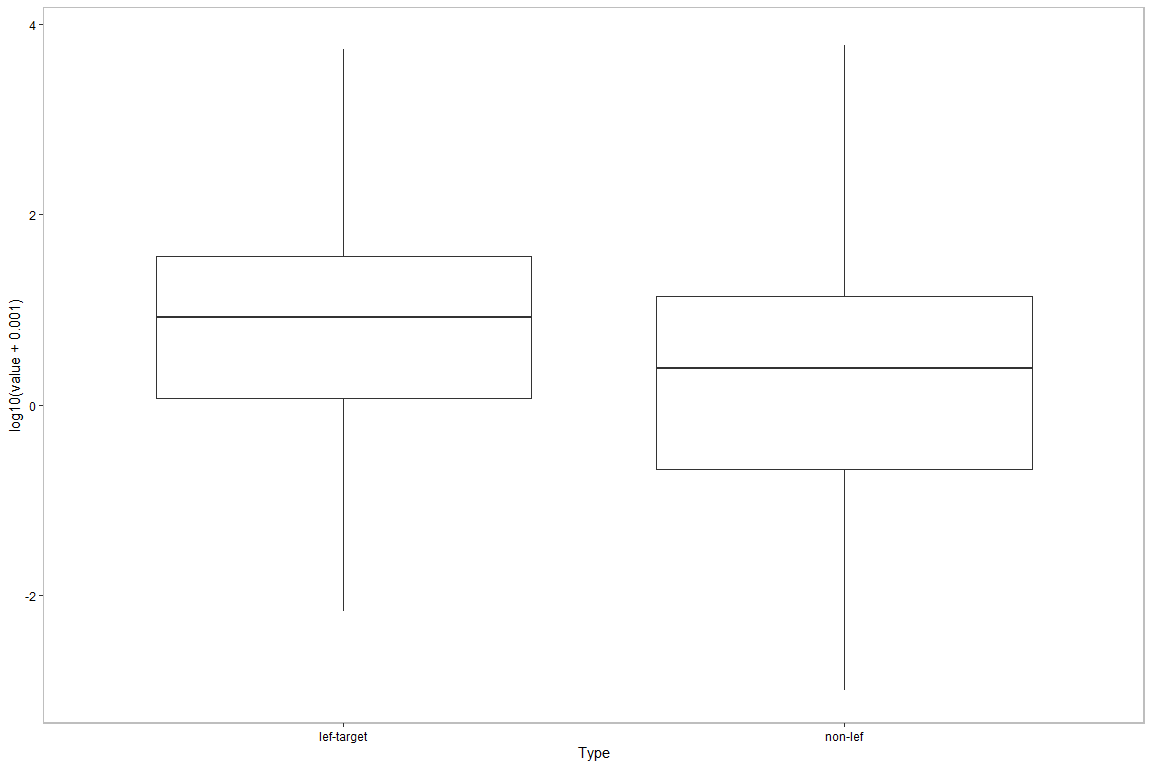 4
2
0
-2
log10(value + 0.001)
lef-target
non-lef
Type